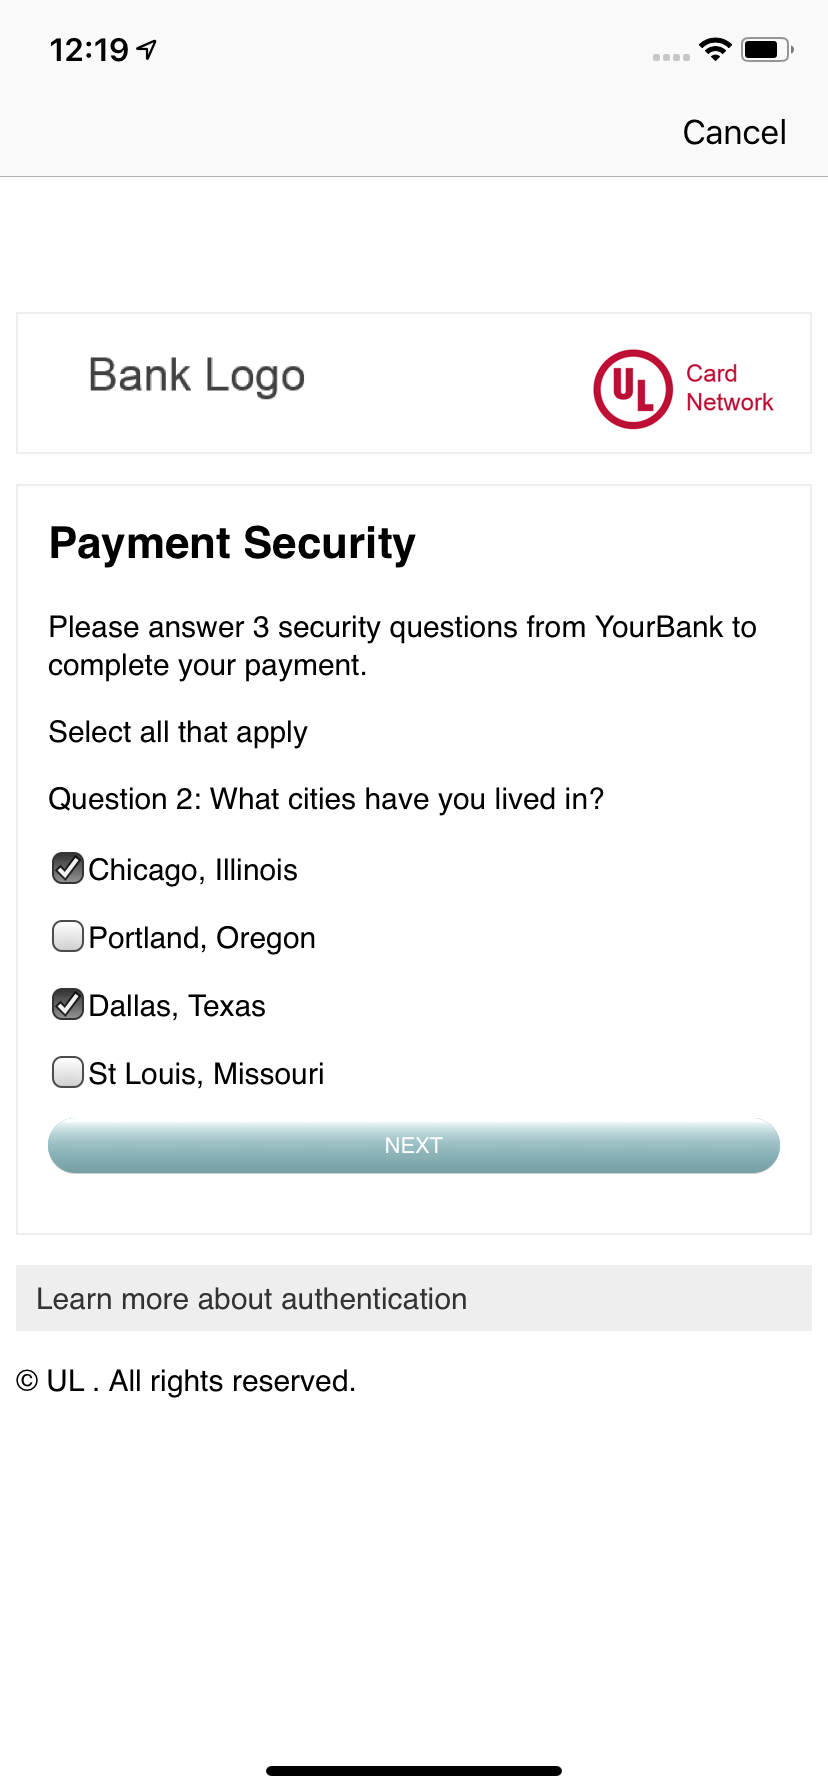 12:19
Cancel
Bank Logo
UL
Card
Network
Payment Security
Please answer 3 security questions from YourBank to
complete your payment.
Select all that apply
Question 2: What cities have you lived in?
Chicago, Illinois
Portland, Oregon
Dallas, Texas
St Louis, Missouri
NEXT
Learn more about authentication
© UL . All rights reserved.